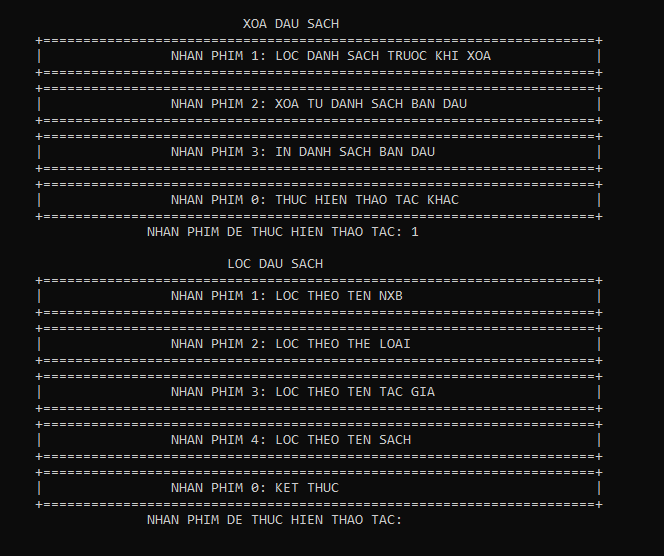 XOA DAU SACH
+=====================================================================+
| NHAN PHIM 1: LOC DANH SACH TRUOC KHI XOA |
+=====================================================================+
+=====================================================================+
| NHAN PHIM 2: XOA TU DANH SACH BAN DAU |
+=====================================================================+
+=====================================================================+
| NHAN PHIM 3: IN DANH SACH BAN DAU |
+=====================================================================+
+=====================================================================+
| NHAN PHIM 0: THUC HIEN THAO TAC KHAC |
+=====================================================================+
NHAN PHIM DE THUC HIEN THAO TAC: 1
LOC DAU SACH
+=====================================================================+
| NHAN PHIM 1: LOC THEO TEN NXB |
+=====================================================================+
+=====================================================================+
| NHAN PHIM 2: LOC THEO THE LOAI |
+=====================================================================+
+=====================================================================+
| NHAN PHIM 3: LOC THEO TEN TAC GIA |
+=====================================================================+
+=====================================================================+
| NHAN PHIM 4: LOC THEO TEN SACH |
+=====================================================================+
+=====================================================================+
| NHAN PHIM 0: KET THUC |
+=====================================================================+
NHAN PHIM DE THUC HIEN THAO TAC: